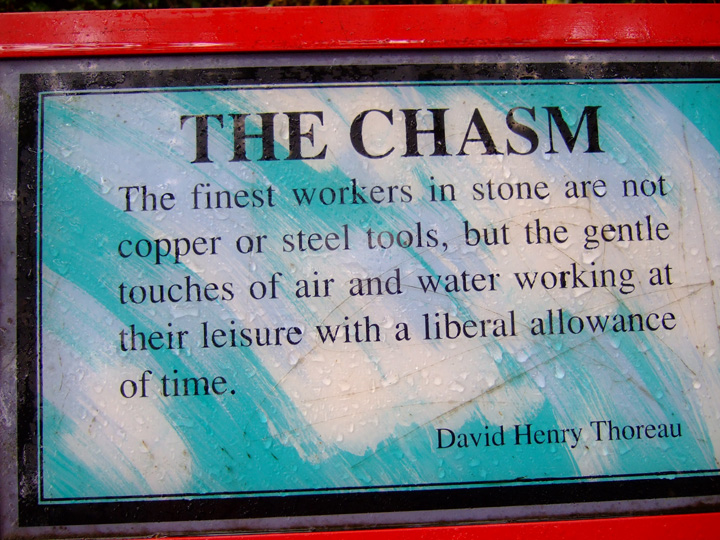 THE CHASM
The finest workers in stone are not
copper or steel tools, but the gentle
touches of air and water working at
their leisure with a liberal allowance
of time.
David Henry Thoreau